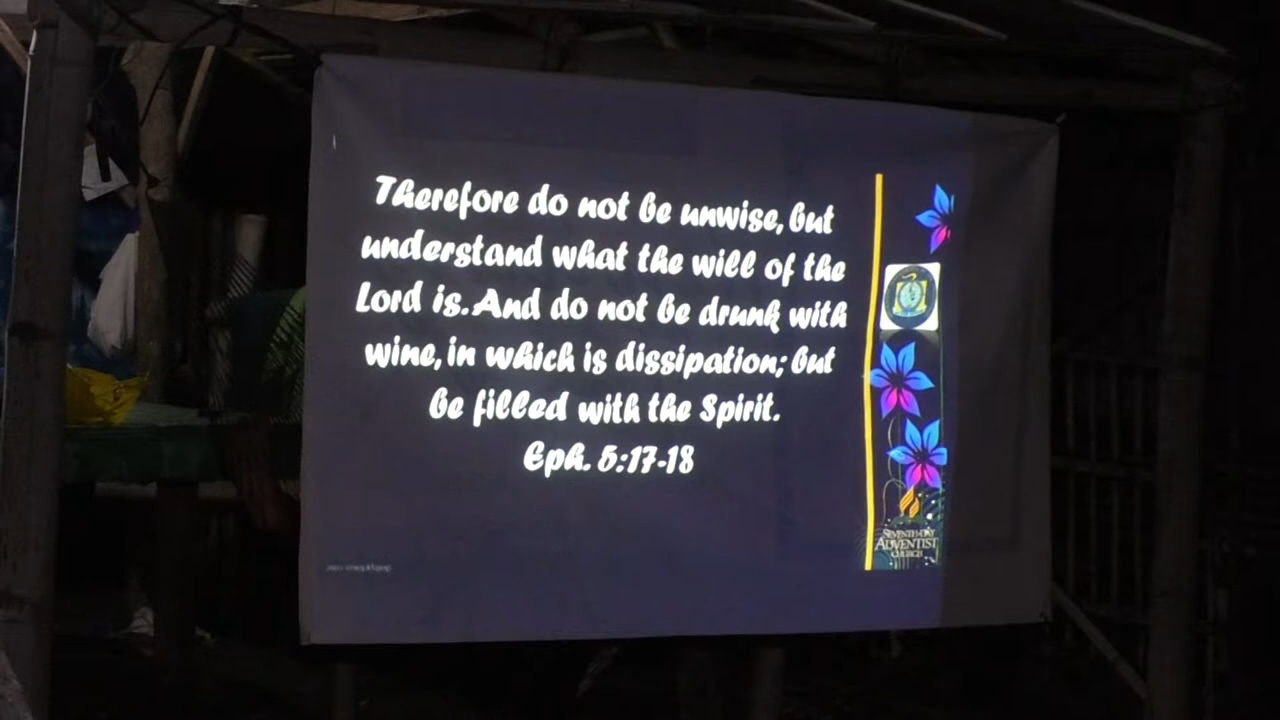 Therefore do not be unwise, but
understand what the will of the
Lord is. And do not be drunk with
wine, in which is dissipation; but
be filled with the Spirit.
Eph. 5:17-18
SEVENTH-DAY
ADVENTIST
CHURCH